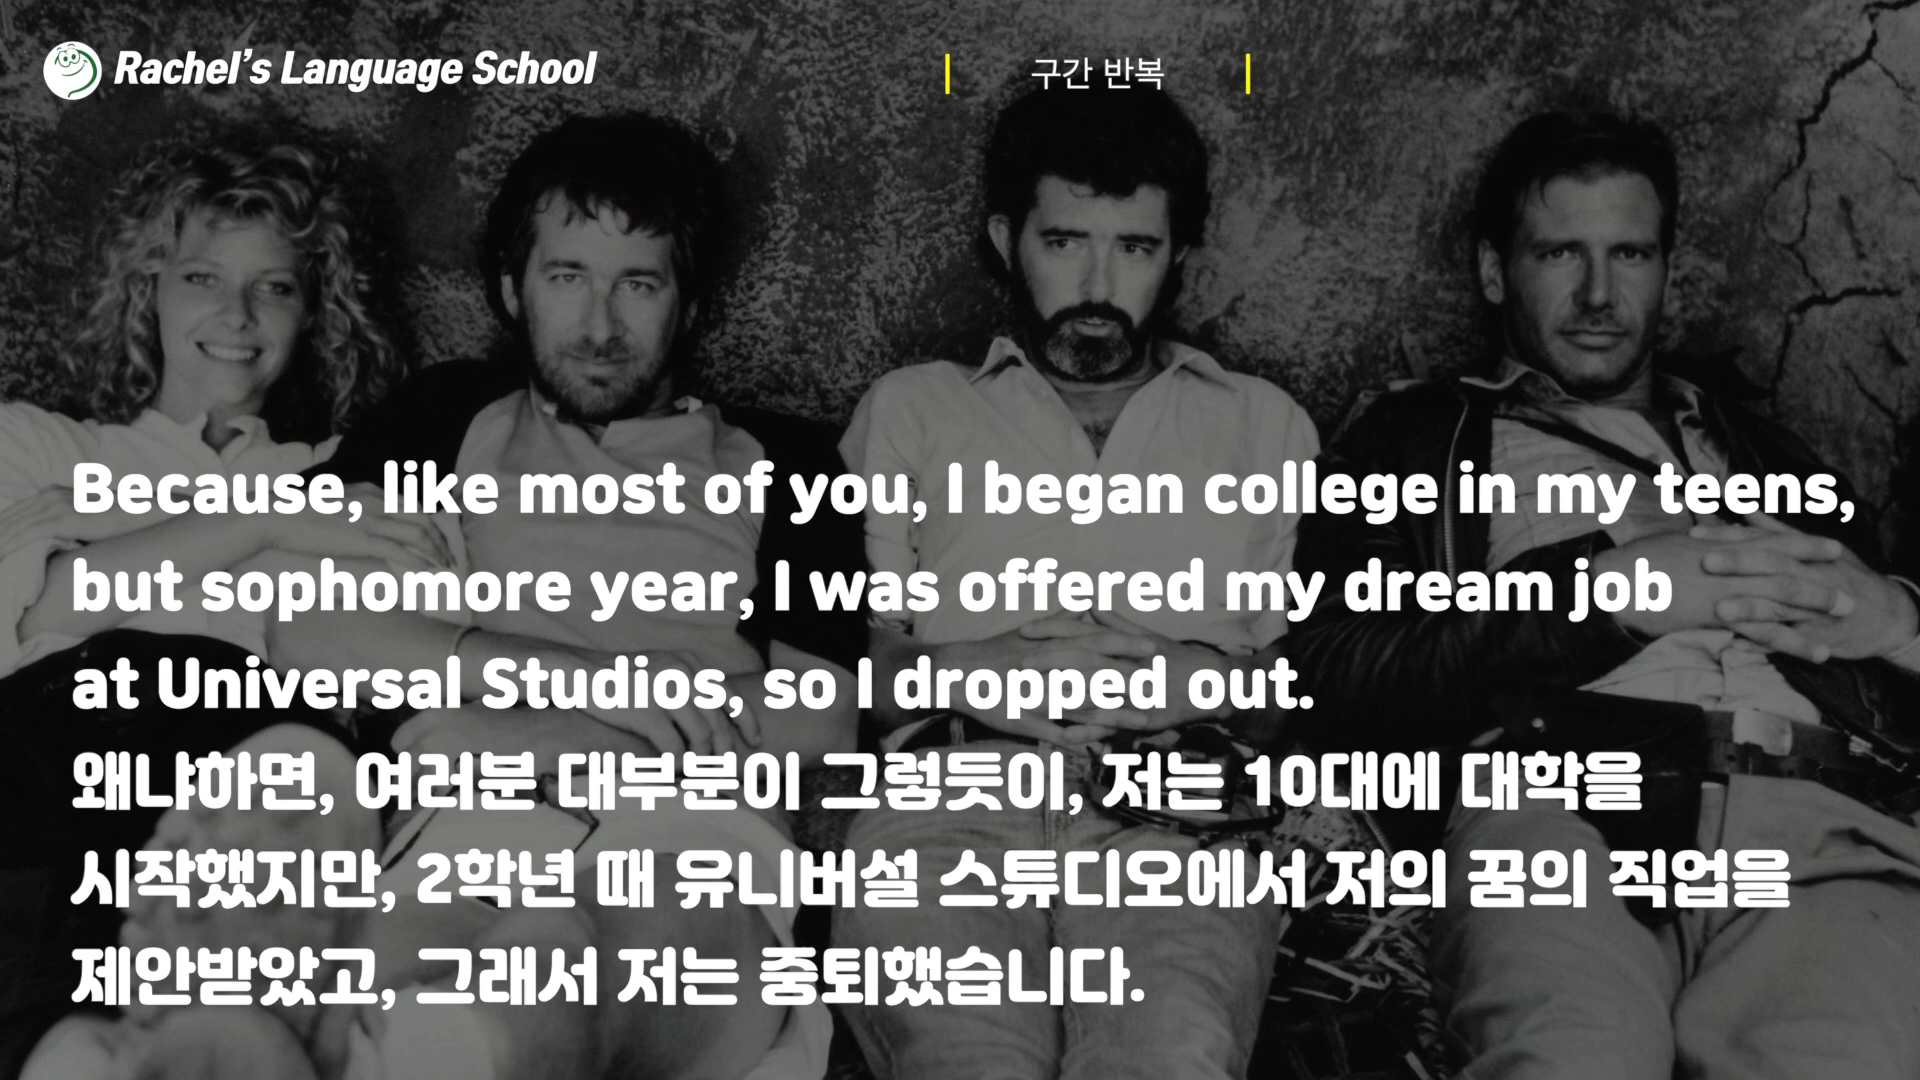 Rachel's Language School
구간 반복
Because, like most of you, I began college in my teens,
but sophomore year, I was offered my dream job
at Universal Studios, so I dropped out.
왜냐하면, 여러분 대부분이 그렇듯이, 저는 10대에 대학을
시작했지만, 2학년 때 유니버설 스튜디오에서 저의 꿈의 직업을
제안받았고, 그래서 저는 중퇴했습니다.